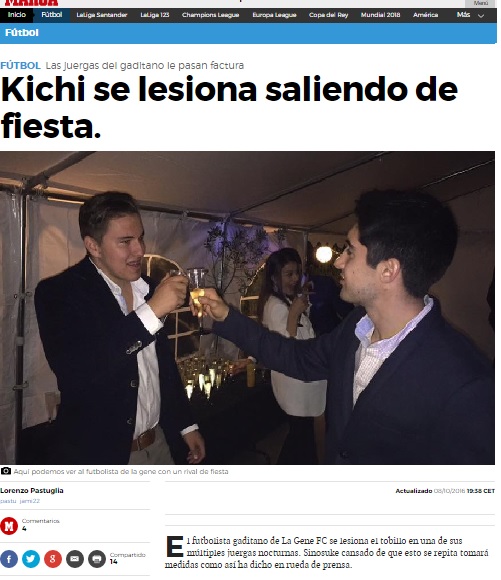 MARCA
Menú
Inicio Fútbol LaLiga Santander LaLiga 123 Champions League Europa League Copa del Rey Mundial 2018 América Más
Fútbol
FÚTBOL Las juergas del gaditano le pasan factura
Kichi se lesiona saliendo de
fiesta.
Aquí podemos ver al futbolista de la gene con un rival de fiesta
Lorenzo Pastuglia
pastu_jami22
Actualizado 08/10/2016 19:38 CET
M
Comentarios
4
Compartido
14
El futbolista gaditano de La Gene FC se lesiona el tobillo en una de sus
múltiples juergas nocturnas. Sinosuke cansado de que esto se repita tomará
medidas como así ha dicho en rueda de prensa.